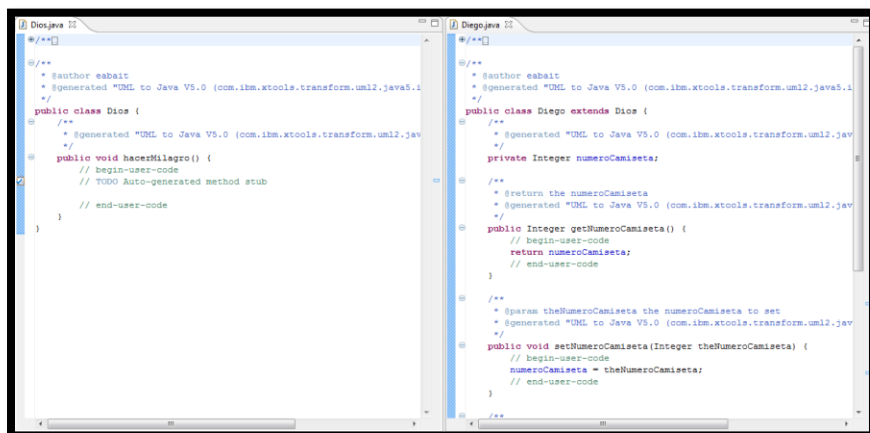 Dios.java
/**
/**
* @author eabait
* @generated "UML to Java V5.0 (com.ibm.xtools.transform.uml2.java5.i
*/
public class Dios {
/**
* @generated "UML to Java V5.0 (com.ibm.xtools.transform.uml2.jav
*/
public void hacerMilagro() {
// begin-user-code
// TODO Auto-generated method stub
// end-user-code
}
}
Diego.java
/**
/**
* @author eabait
* @generated "UML to Java V5.0 (com.ibm.xtools.transform.uml2.java5.i
*/
public class Diego extends Dios {
/**
* @generated "UML to Java V5.0 (com.ibm.xtools.transform.uml2.jav
*/
private Integer numeroCamiseta;
/**
* @return the numeroCamiseta
* @generated "UML to Java V5.0 (com.ibm.xtools.transform.uml2.jav
*/
public Integer getNumeroCamiseta() {
// begin-user-code
return numeroCamiseta;
// end-user-code
}
/**
* @param theNumeroCamiseta the numeroCamiseta to set
* @generated "UML to Java V5.0 (com.ibm.xtools.transform.uml2.jav
*/
public void setNumeroCamiseta(Integer theNumeroCamiseta) {
// begin-user-code
numeroCamiseta = theNumeroCamiseta;
// end-user-code
}
/**